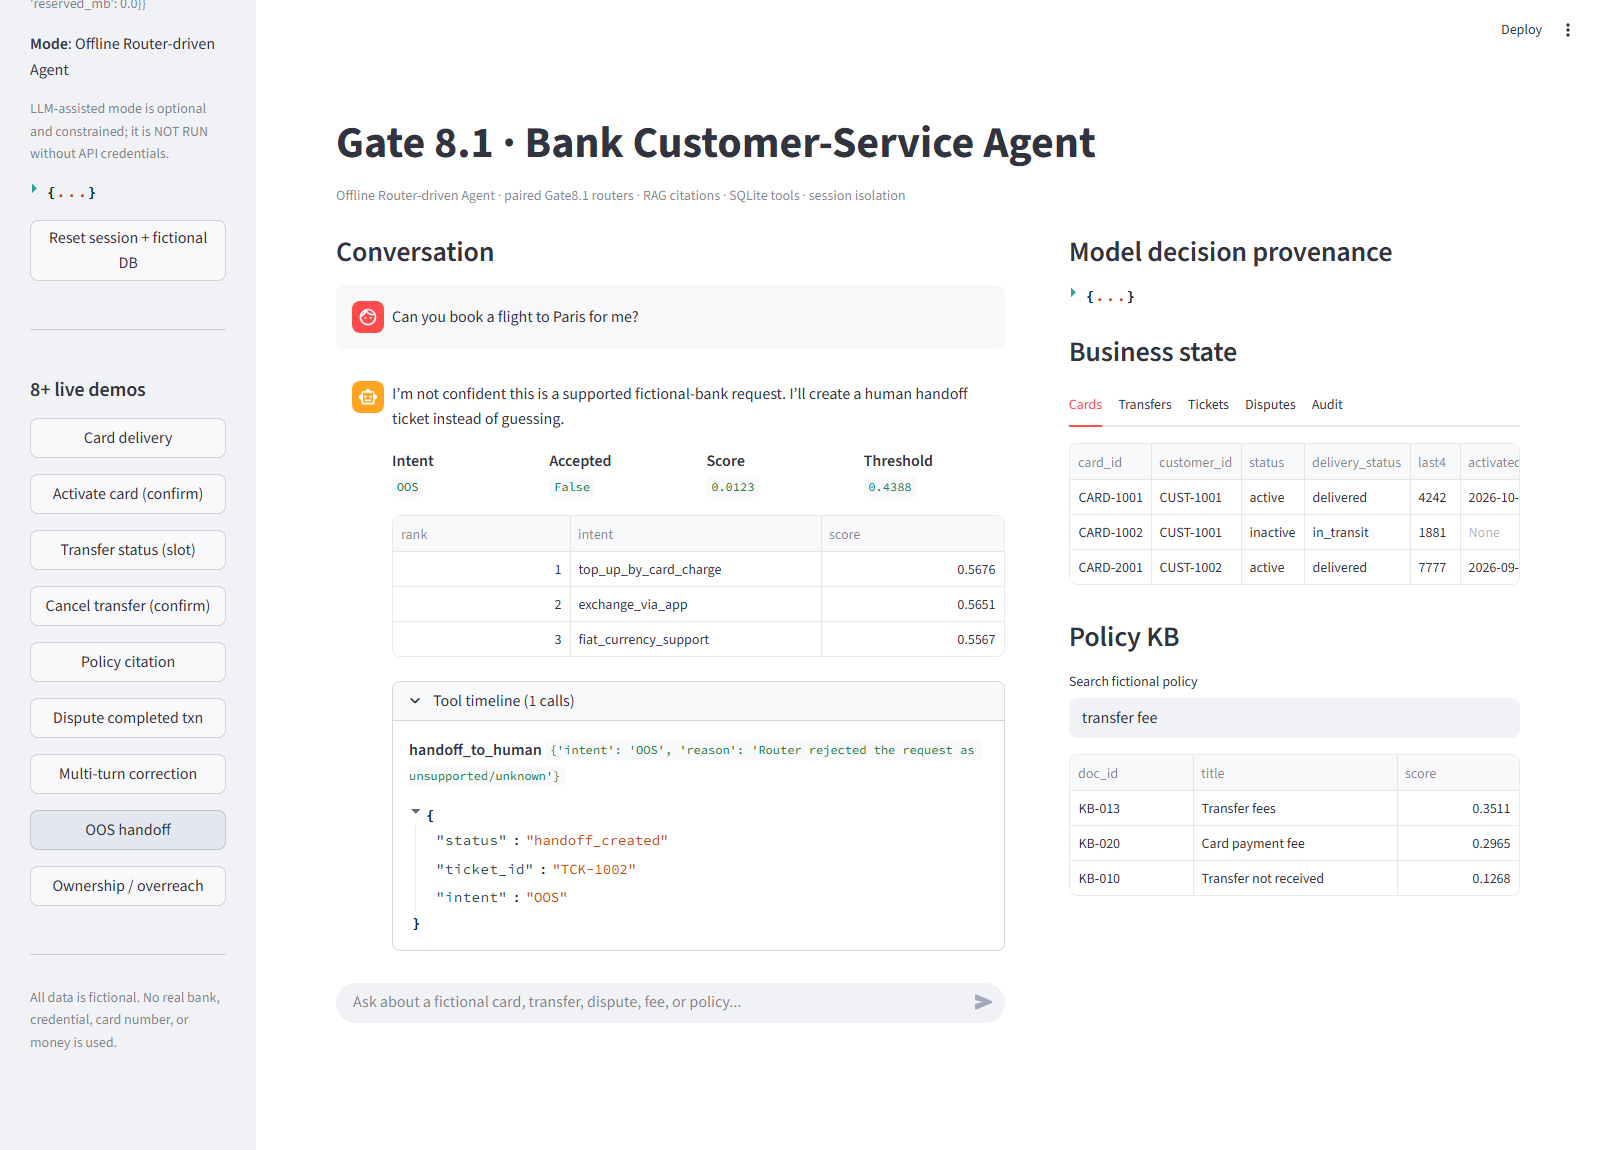 'reserved_mb': 0.0}}
Mode: Offline Router-driven
Agent
LLM-assisted mode is optional
and constrained; it is NOT RUN
without API credentials.
{...}
Reset session + fictional
DB
8+ live demos
Card delivery
Activate card (confirm)
Transfer status (slot)
Cancel transfer (confirm)
Policy citation
Dispute completed txn
Multi-turn correction
OOS handoff
Ownership / overreach
All data is fictional. No real bank,
credential, card number, or
money is used.
Deploy
Gate 8.1 · Bank Customer-Service Agent
Offline Router-driven Agent · paired Gate8.1 routers · RAG citations · SQLite tools · session isolation
Conversation
Can you book a flight to Paris for me?
I'm not confident this is a supported fictional-bank request. I'll create a human handoff
ticket instead of guessing.
Intent Accepted Score Threshold
OOS False 0.0123 0.4388
rank intent score
1 top_up_by_card_charge 0.5676
2 exchange_via_app 0.5651
3 fiat_currency_support 0.5567
Tool timeline (1 calls)
handoff_to_human {'intent': 'OOS', 'reason': 'Router rejected the request as
unsupported/unknown'}
{
"status" : "handoff_created"
"ticket_id" : "TCK-1002"
"intent" : "OOS"
}
Ask about a fictional card, transfer, dispute, fee, or policy...
Model decision provenance
{...}
Business state
Cards Transfers Tickets Disputes Audit
card_id customer_id status delivery_status last4 activated
CARD-1001 CUST-1001 active delivered 4242 2026-10-
CARD-1002 CUST-1001 inactive in_transit 1881 None
CARD-2001 CUST-1002 active delivered 7777 2026-09-
Policy KB
Search fictional policy
transfer fee
doc_id title score
KB-013 Transfer fees 0.3511
KB-020 Card payment fee 0.2965
KB-010 Transfer not received 0.1268